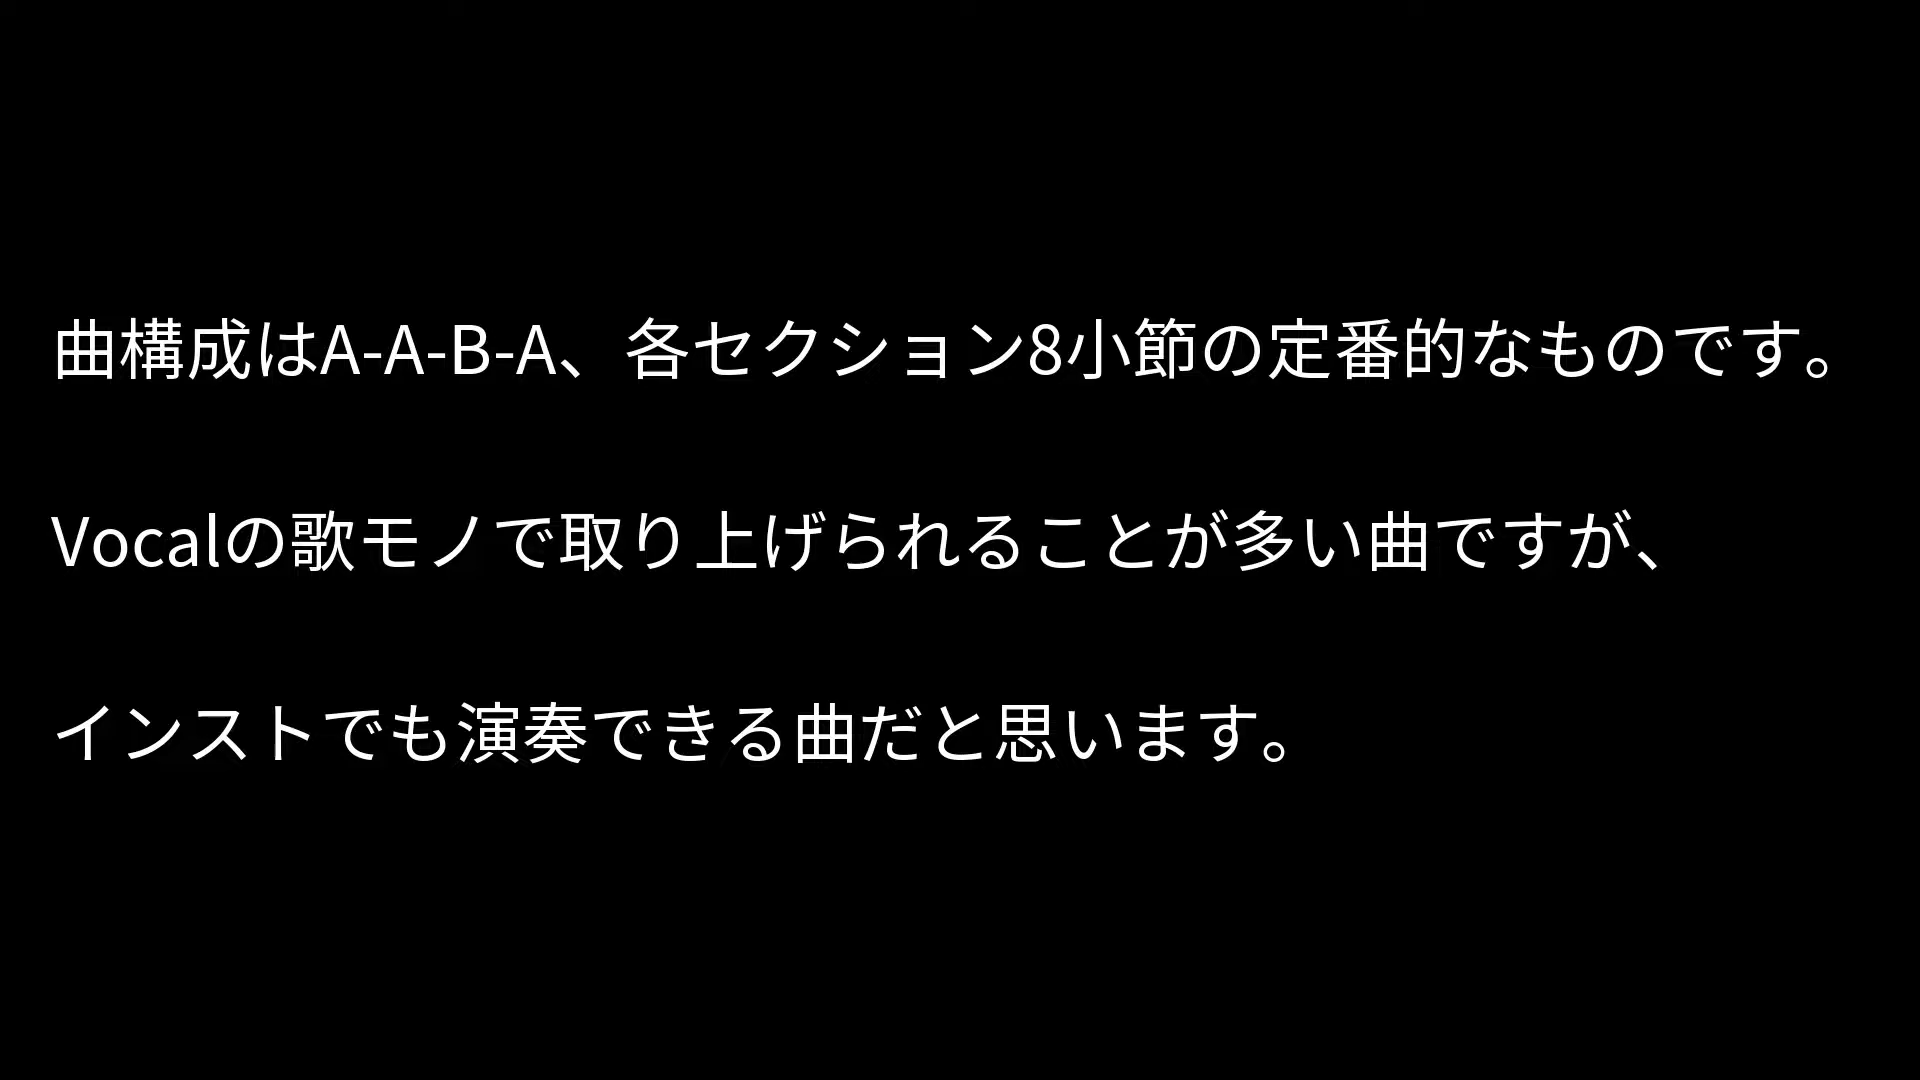 曲構成はA-A-B-A、各セクション8小節の定番的なものです。
Vocalの歌モノで取り上げられることが多い曲ですが、
インストでも演奏できる曲だと思います。